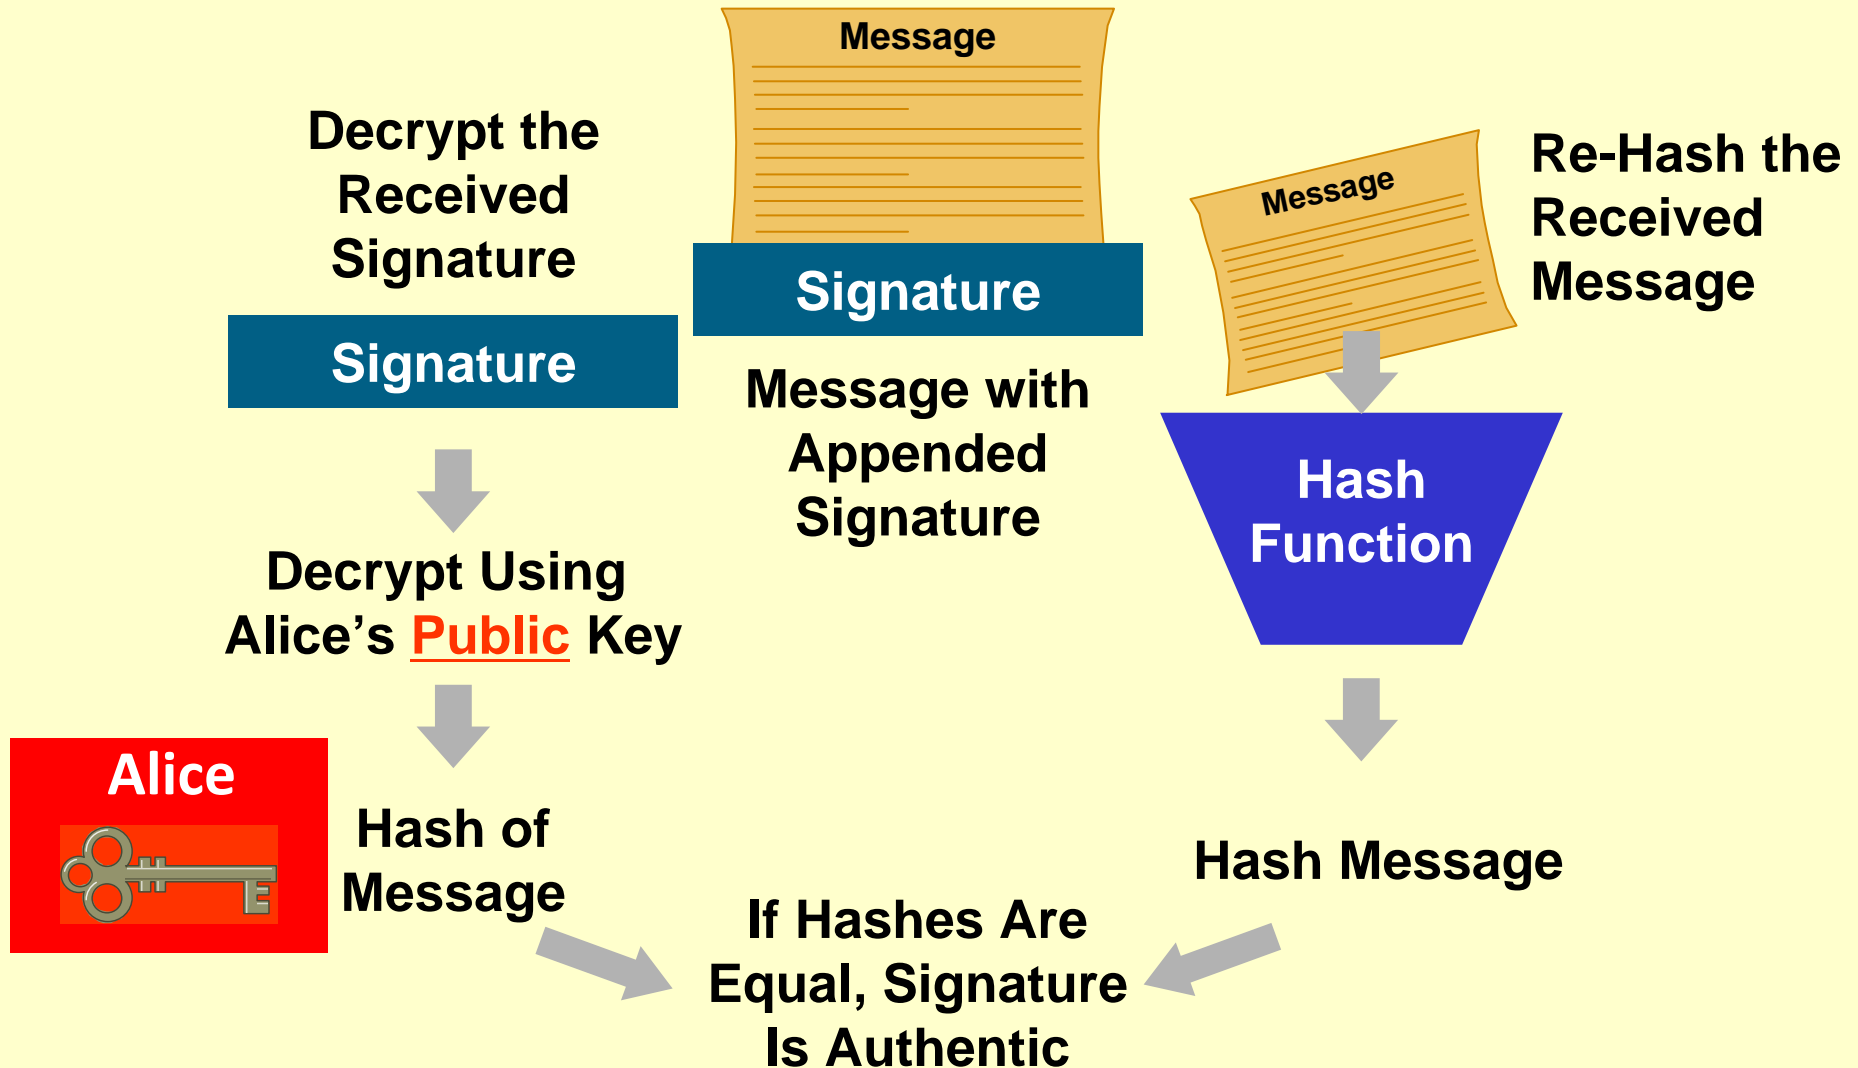 Message
Signature
Message with
Appended
Signature
Decrypt the
Received
Signature
Signature
Decrypt Using
Alice’s Public Key
Alice
Hash of
Message
Message
Re-Hash the
Received
Message
Hash
Function
Hash Message
If Hashes Are
Equal, Signature
Is Authentic